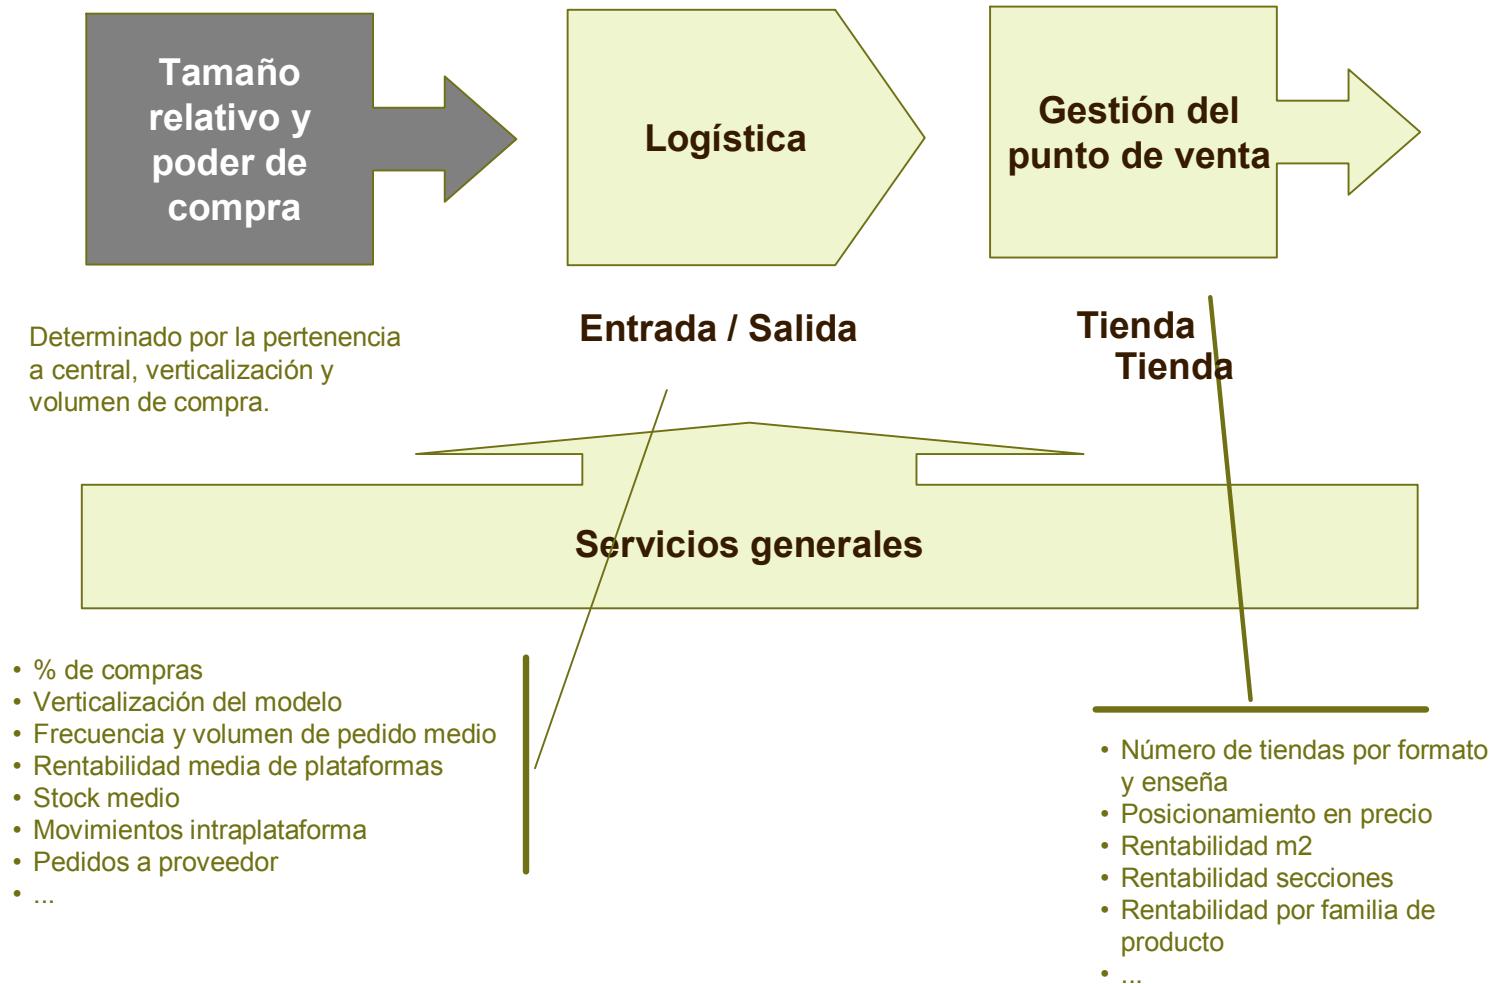 Tamaño
relativo y
poder de
compra
Logística
Gestión del
punto de venta
Determinado por la pertenencia
a central, verticalización y
volumen de compra.
Entrada / Salida
Tienda
Tienda
Servicios generales
• % de compras
• Verticalización del modelo
• Frecuencia y volumen de pedido medio
• Rentabilidad media de plataformas
• Stock medio
• Movimientos intraplataforma
• Pedidos a proveedor
• ...
• Número de tiendas por formato
y enseña
• Posicionamiento en precio
• Rentabilidad m2
• Rentabilidad secciones
• Rentabilidad por familia de
producto
• ...